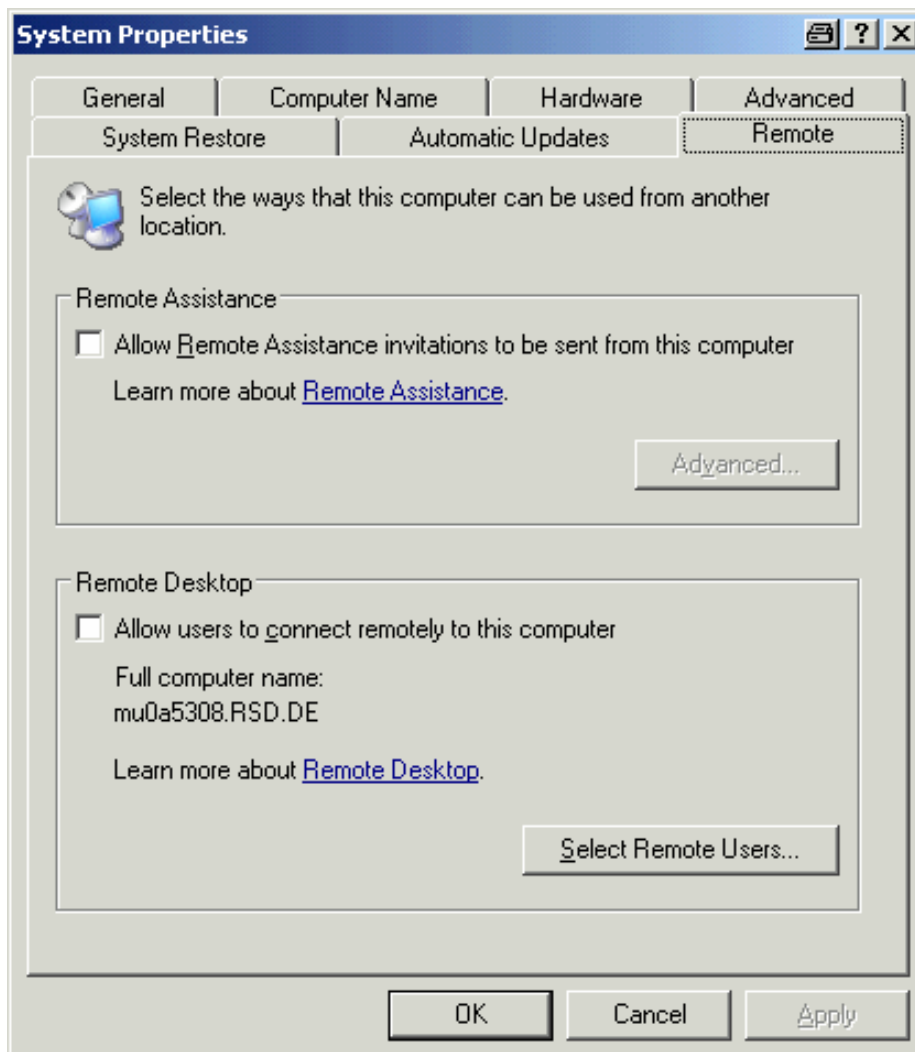 System Properties
General
Computer Name
Hardware
Advanced
System Restore
Automatic Updates
Remote
Select the ways that this computer can be used from another
location.
Remote Assistance
Allow Remote Assistance invitations to be sent from this computer
Learn more about Remote Assistance.
Advanced...
Remote Desktop
Allow users to connect remotely to this computer
Full computer name:
mu0a5308.RSD.DE
Learn more about Remote Desktop.
Select Remote Users...
OK
Cancel
Apply